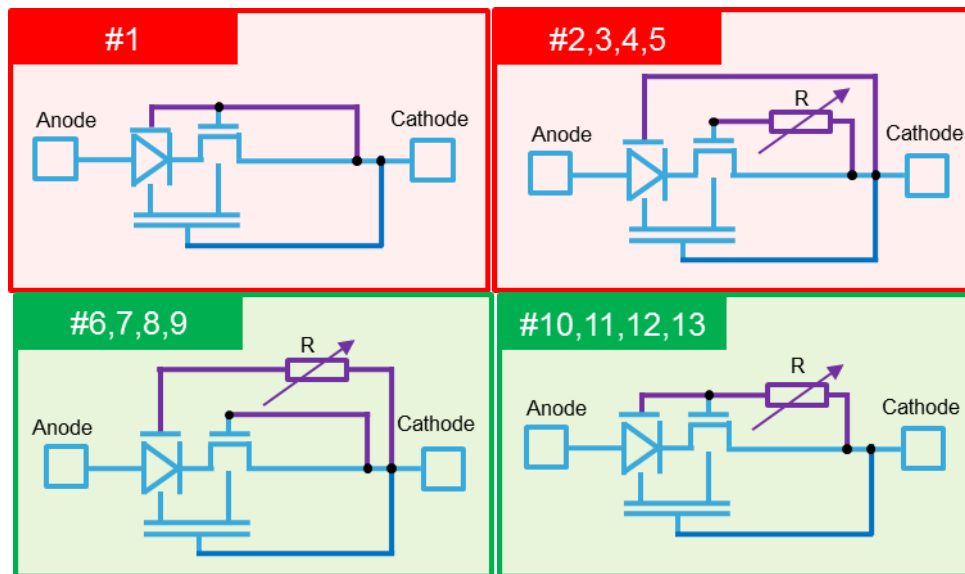 #1
Anode
Cathode
#2,3,4,5
R
Anode
Cathode
#6,7,8,9
R
Anode
Cathode
#10,11,12,13
R
Anode
Cathode